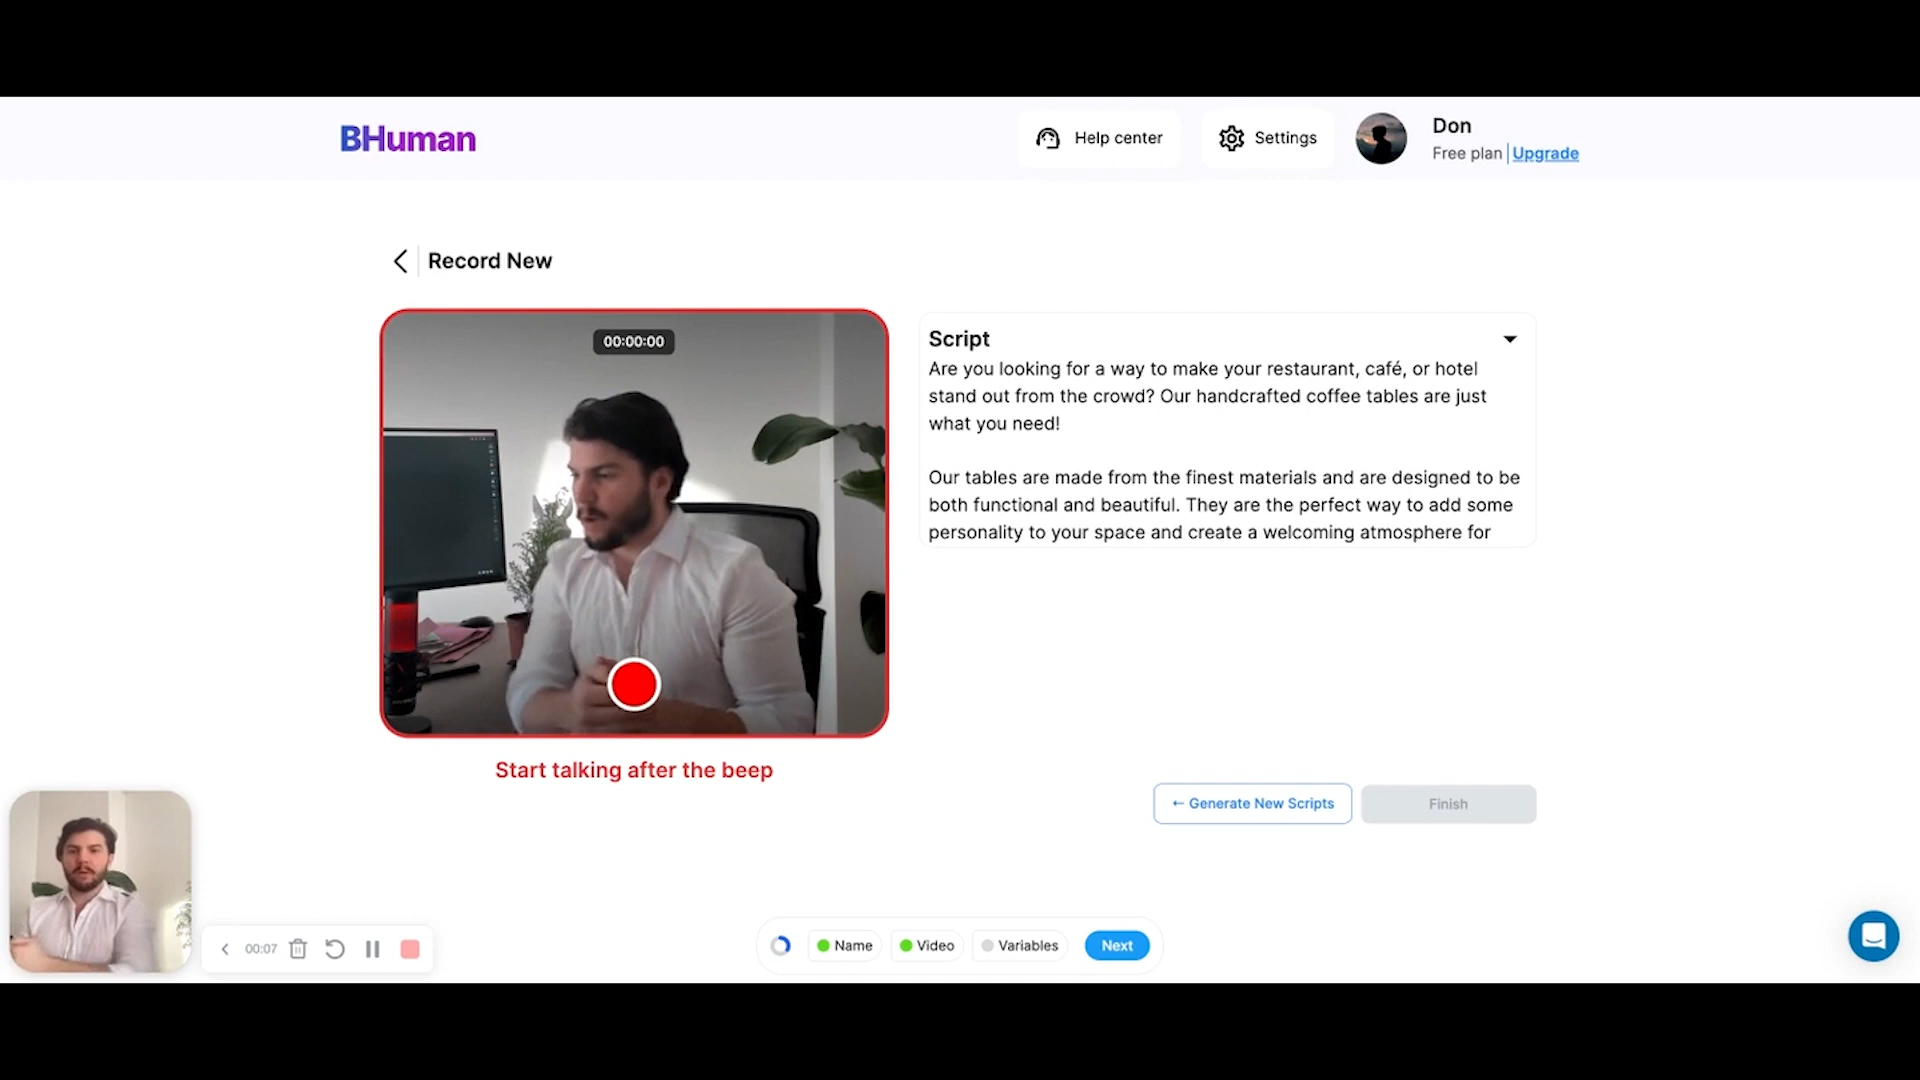 BHuman
Help center
Settings
Don
Free plan | Upgrade
Record New
00:00:00
Script
Are you looking for a way to make your restaurant, café, or hotel
stand out from the crowd? Our handcrafted coffee tables are just
what you need!
Our tables are made from the finest materials and are designed to be
both functional and beautiful. They are the perfect way to add some
personality to your space and create a welcoming atmosphere for
Start talking after the beep
← Generate New Scripts
Finish
00:07
Name
Video
Variables
Next